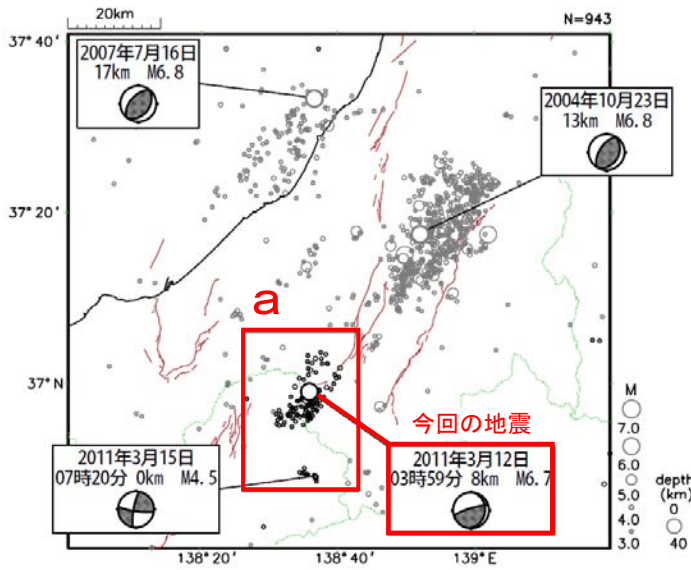 20km
N=943
37°40′
2007年7月16日
17km M6.8
2004年10月23日
13km M6.8
37°20′
a
37°N
今回の地震
2011年3月15日
07時20分 0km M4.5
2011年3月12日
03時59分 8km M6.7
M
7.0
6.0
5.0
4.0
3.0
depth
(km)
0
40
138°20′
138°40′
139°E